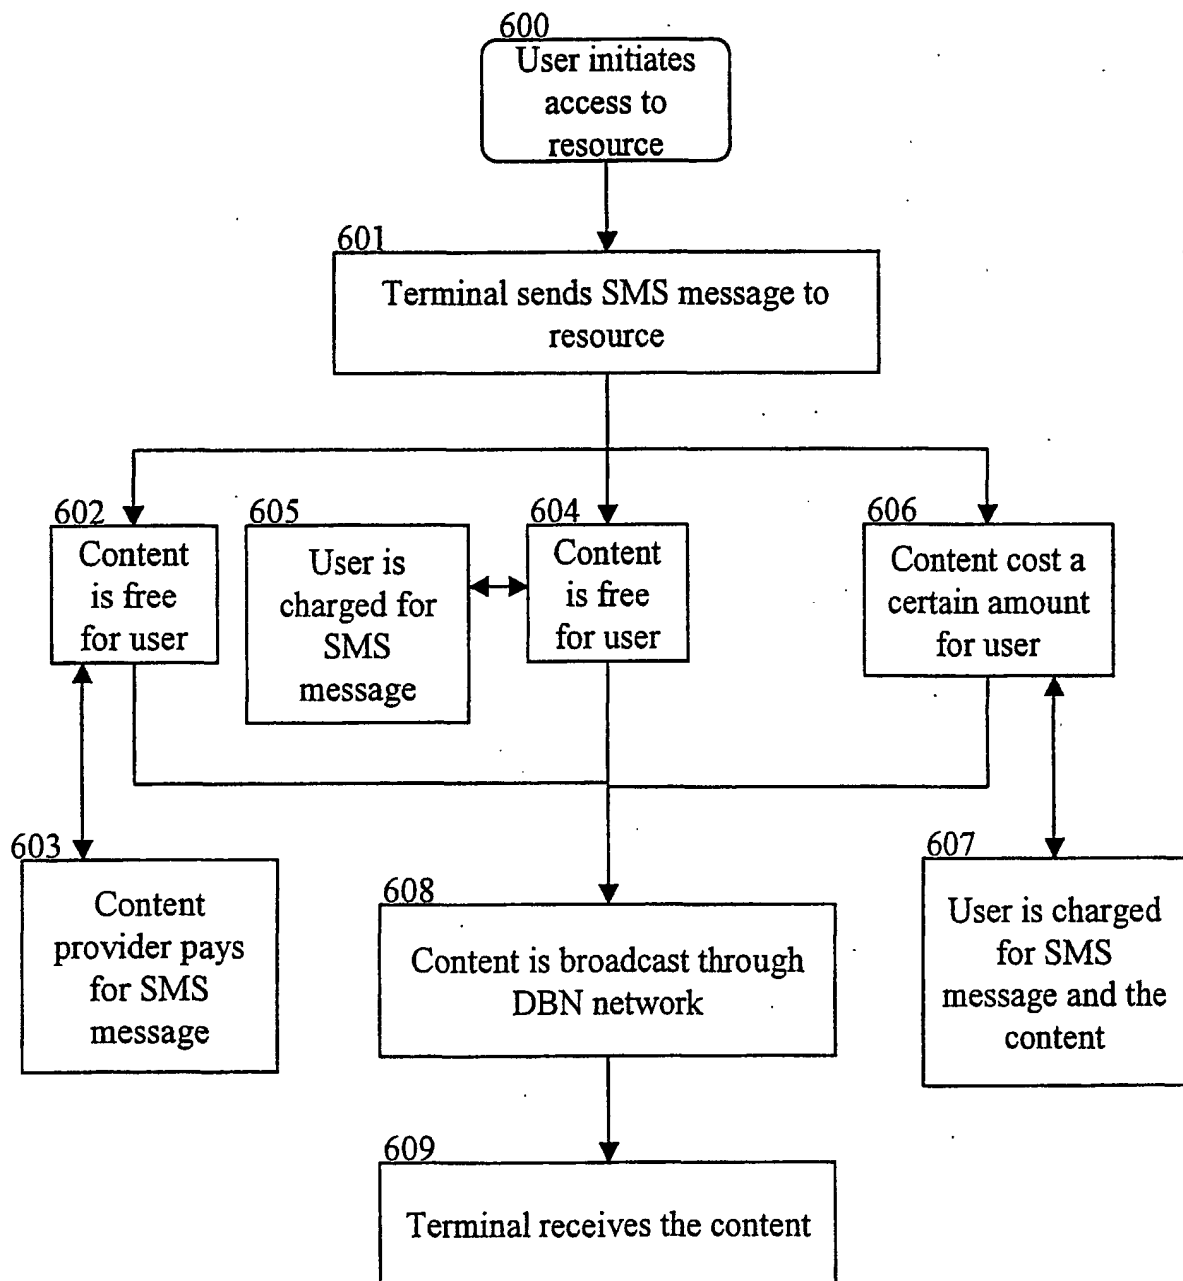 600
User initiates
access to
resource
601
Terminal sends SMS message to
resource
602
Content
is free
for user
605
User is
charged for
SMS
message
604
Content
is free
for user
606
Content cost a
certain amount
for user
603
Content
provider pays
for SMS
message
608
Content is broadcast through
DBN network
607
User is charged
for SMS
message and the
content
609
Terminal receives the content